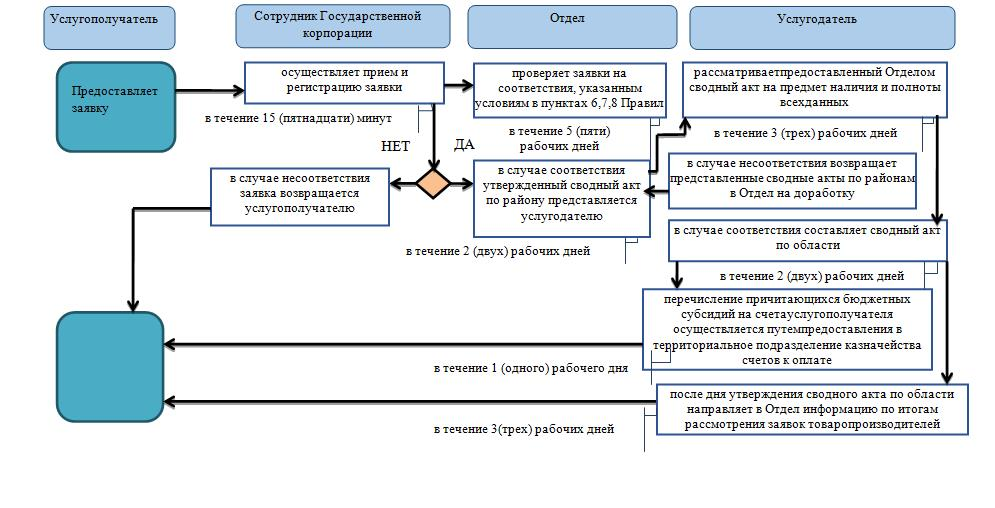 Услугополучатель
Сотрудник Государственной
корпорации
Отдел
Услугодатель
Предоставляет
заявку
осуществляет прием и
регистрацию заявки
в течение 15 (пятнадцати) минут
проверяет заявки на
соответствия, указанным
условиям в пунктах 6,7,8 Правил
в течение 5 (пяти)
рабочих дней
рассматриваетпредоставленный Отделом
сводный акт на предмет наличия и полноты
всехданных
в течение 3 (трех) рабочих дней
НЕТ
ДА
в случае несоответствия
заявка возвращается
услугополучателю
в случае соответствия
утвержденный сводный акт
по району представляется
услугодателю
в течение 2 (двух) рабочих дней
в случае несоответствия возвращает
представленные сводные акты по районам
в Отдел на доработку
в случае соответствия составляет сводный акт
по области
в течение 2 (двух) рабочих дней
перечисление причитающихся бюджетных
субсидий на счетауслугополучателя
осуществляется путемпредоставления в
территориальное подразделение казначейства
счетов к оплате
в течение 1 (одного) рабочего дня
после дня утверждения сводного акта по области
направляет в Отдел информацию по итогам
рассмотрения заявок товаропроизводителей
в течение 3(трех) рабочих дней